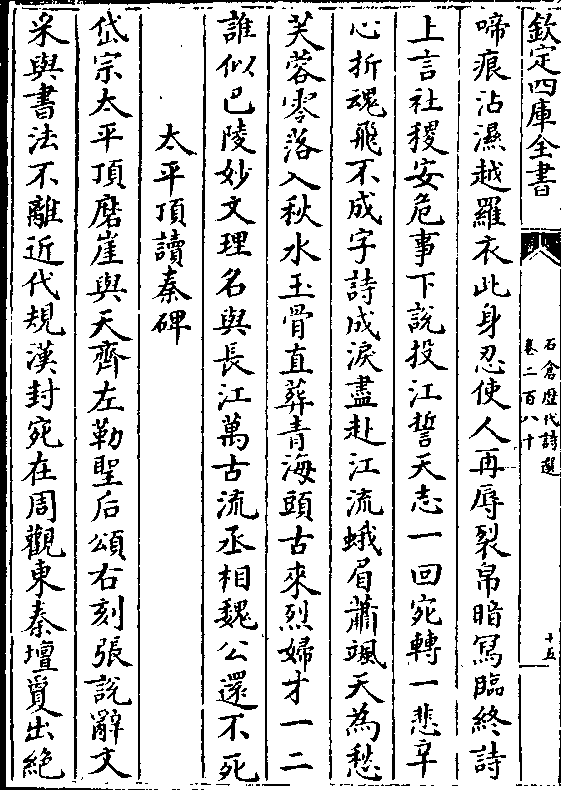 欽定四庫全書
石倉歴代詩選
卷二百八十
十五
啼痕沾濕越羅衣此身忍使人再辱裂帛暗冩臨終詩
上言社稷安危事下說投江誓天志一回宛轉一悲辛
心折魂飛不成字詩成淚盡赴江流蛾眉蕭颯天為愁
芙蓉零落入秋水玉骨直葬青海頭古來烈婦才一二
誰似巴陵妙文理名與長江萬古流丞相魏公還不死
太平頂讀秦碑
岱宗太平頂磨崖與天齊左勒聖后頌右刻張說辭文
采與書法不離近代規漢封宛在周觀東秦壇覓出絶